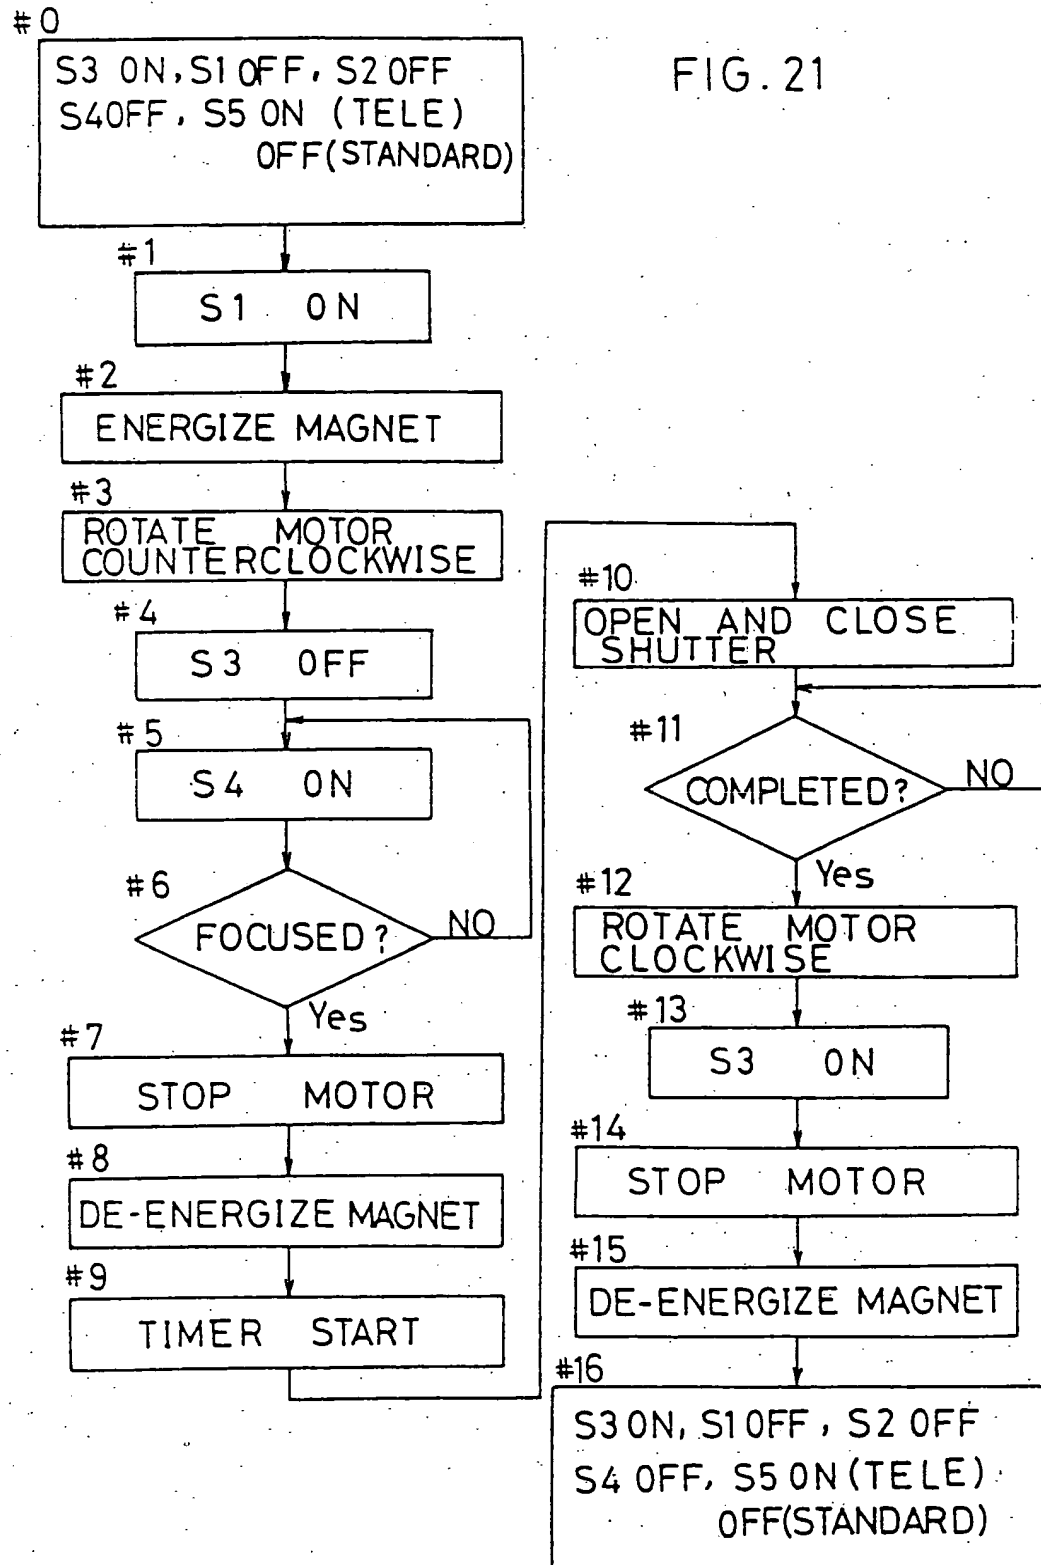 FIG. 21
#0
S3 ON, S1 OFF, S2 OFF
S4 OFF, S5 ON (TELE)
OFF (STANDARD)
#1
S1 ON
#2
ENERGIZE MAGNET
#3
ROTATE MOTOR
COUNTERCLOCKWISE
#4
S3 OFF
#5
S4 ON
#6
FOCUSED?
NO
Yes
#7
STOP MOTOR
#8
DE-ENERGIZE MAGNET
#9
TIMER START
#10
OPEN AND CLOSE
SHUTTER
#11
COMPLETED?
NO
Yes
#12
ROTATE MOTOR
CLOCKWISE
#13
S3 ON
#14
STOP MOTOR
#15
DE-ENERGIZE MAGNET
#16
S3 ON, S1 OFF, S2 OFF
S4 OFF, S5 ON (TELE)
OFF (STANDARD)